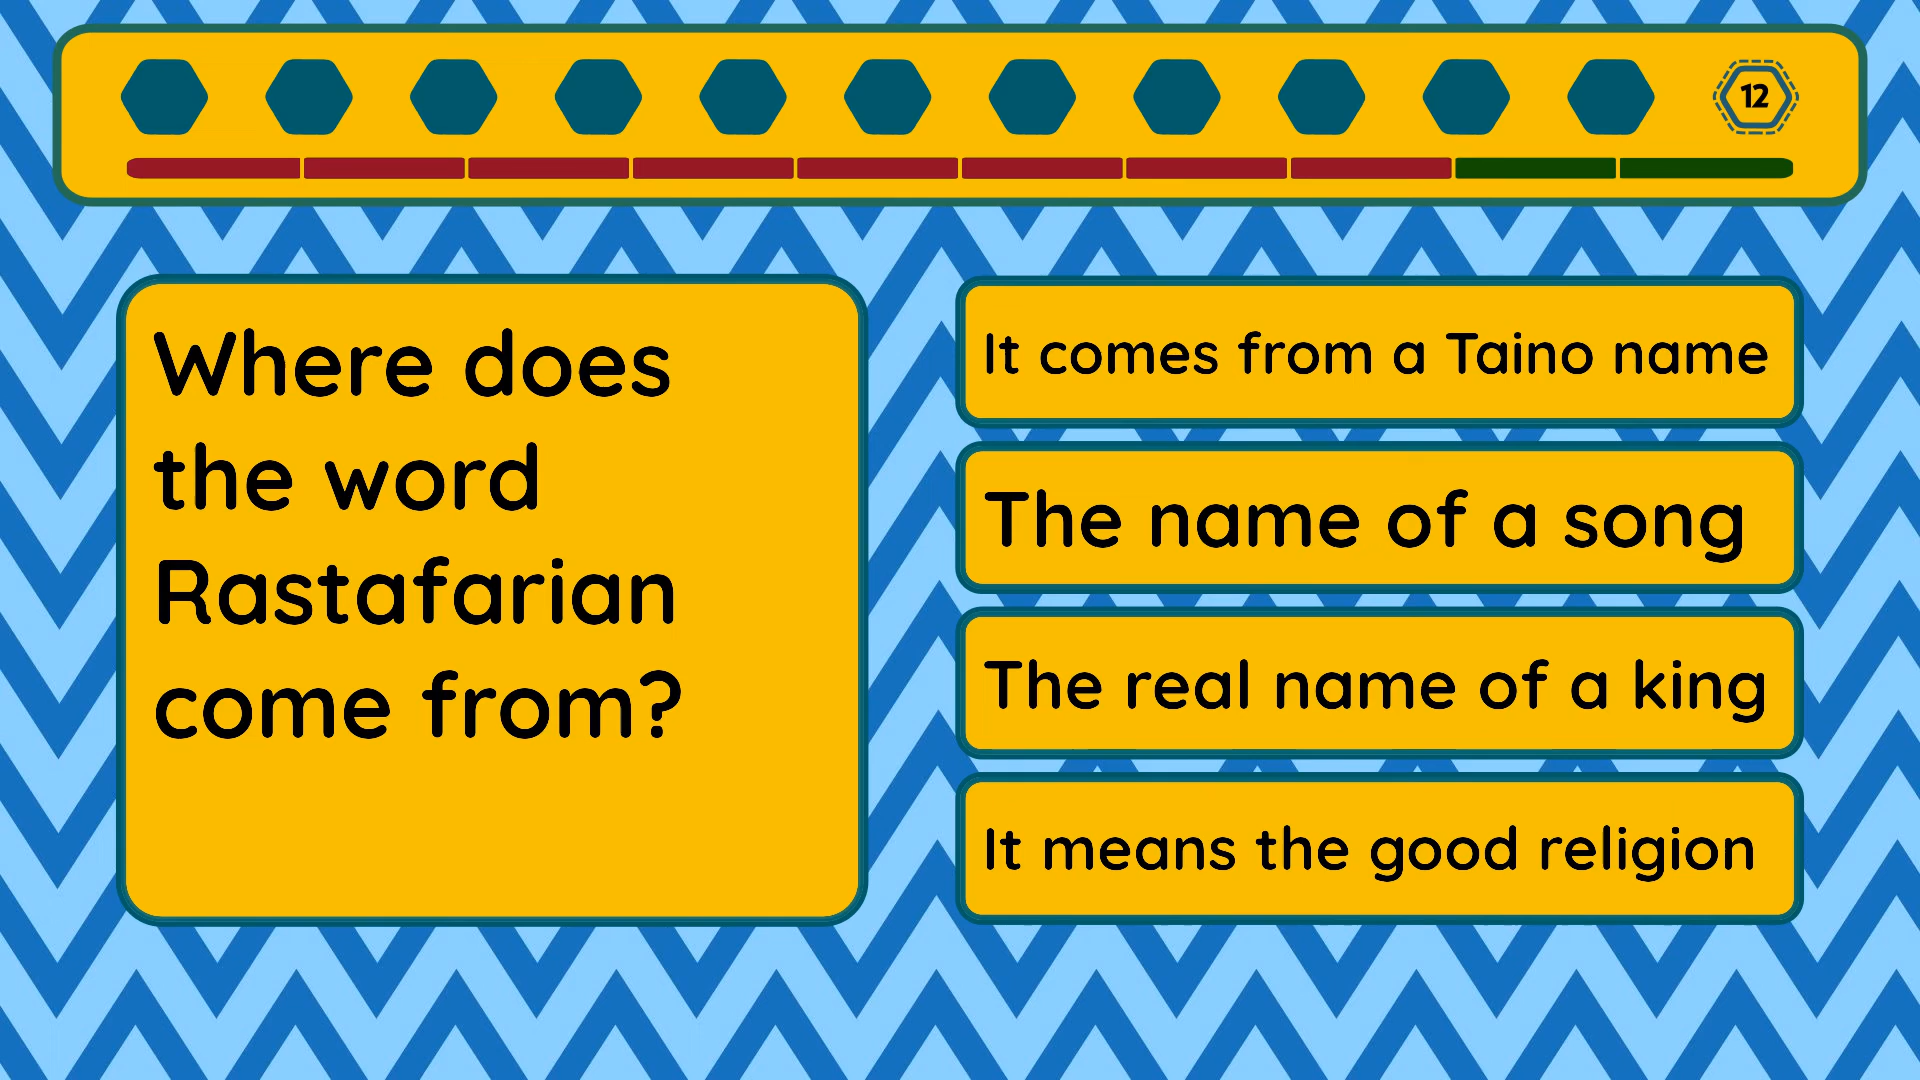 12
Where does
the word
Rastafarian
come from?
It comes from a Taino name
The name of a song
The real name of a king
It means the good religion